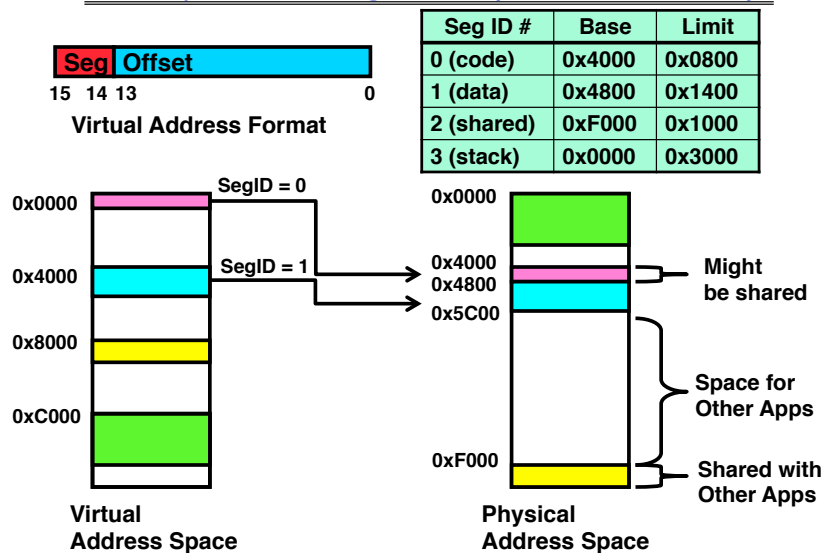 Seg ID # Base Limit
0 (code) 0x4000 0x0800
1 (data) 0x4800 0x1400
2 (shared) 0xF000 0x1000
3 (stack) 0x0000 0x3000
Seg Offset
15 14 13 0
Virtual Address Format
SegID = 0
SegID = 1
0x0000
0x4000
0x8000
0xC000
Virtual
Address Space
0x0000
0x4000
0x4800
0x5C00
0xF000
Physical
Address Space
Might
be shared
Space for
Other Apps
Shared with
Other Apps